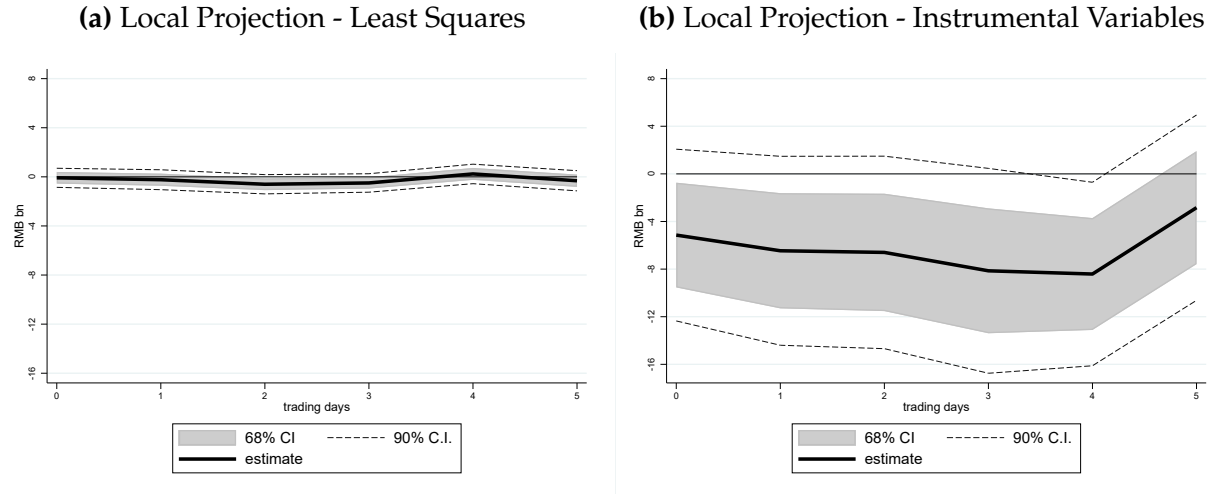 (a) Local Projection - Least Squares
8
4
0
-4
-8
-12
-16
RMB bn
0 1 2 3 4 5
trading days
68% CI 90% C.I.
estimate
(b) Local Projection - Instrumental Variables
8
4
0
-4
-8
-12
-16
RMB bn
0 1 2 3 4 5
trading days
68% CI 90% C.I.
estimate